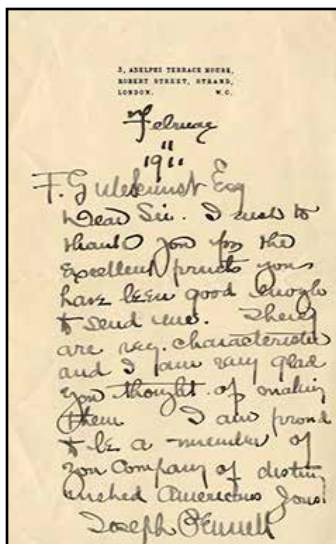 3, ADELPHI TERRACE HOUSE,
ROBERT STREET, STRAND,
LONDON. W.C.
February
11
1911
F. Gutekunst Esq
Dear Sir. I wish to
thank you for the
excellent prints you
have been good enough
to send me. They
are very characteristic
and I am very glad
you thought of making
them I am proud
to be a member of
your Company of distin
guished Americans Yours
Joseph Pennell